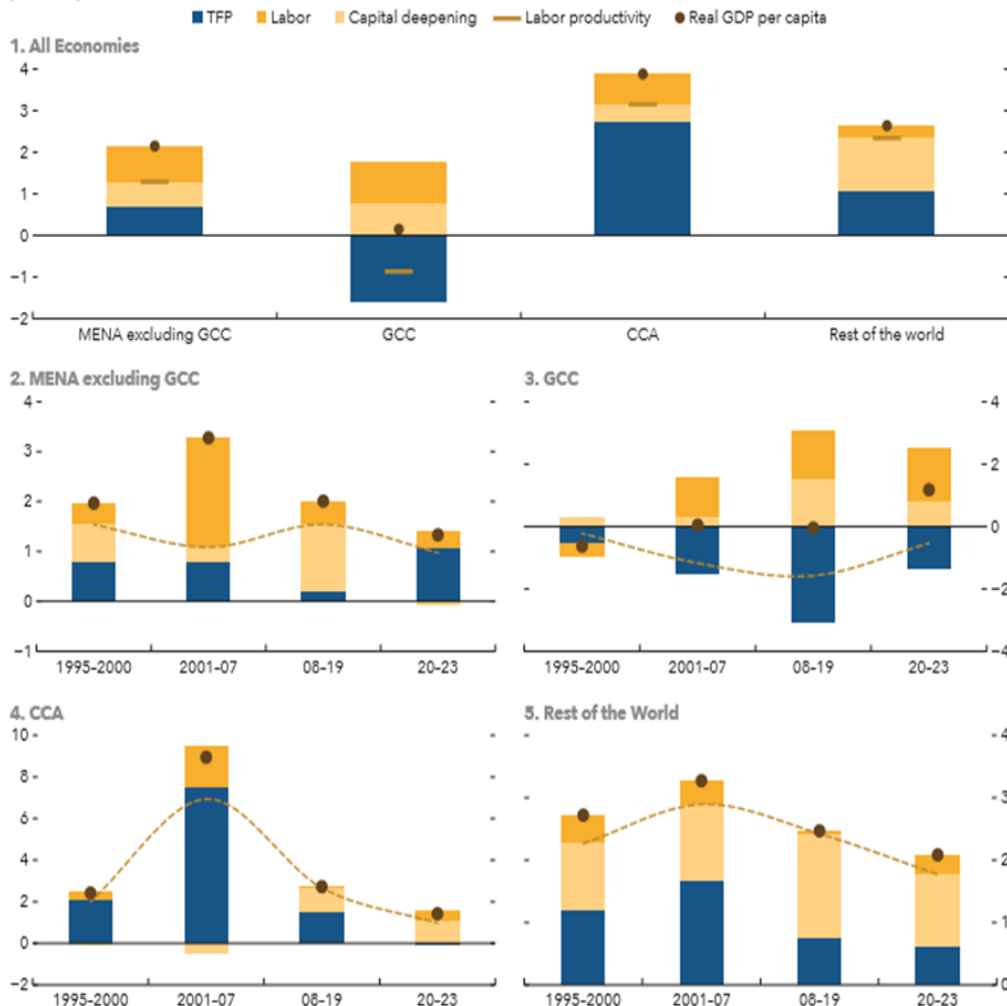 TFP Labor Capital deepening Labor productivity Real GDP per capita
1. All Economies
4
3
2
1
0
−1
−2
MENA excluding GCC GCC CCA Rest of the world
2. MENA excluding GCC
4
3
2
1
0
−1
1995-2000 2001-07 08-19 20-23
3. GCC
4
2
0
−2
−4
1995-2000 2001-07 08-19 20-23
4. CCA
10
8
6
4
2
0
−2
1995-2000 2001-07 08-19 20-23
5. Rest of the World
4
3
2
1
0
1995-2000 2001-07 08-19 20-23